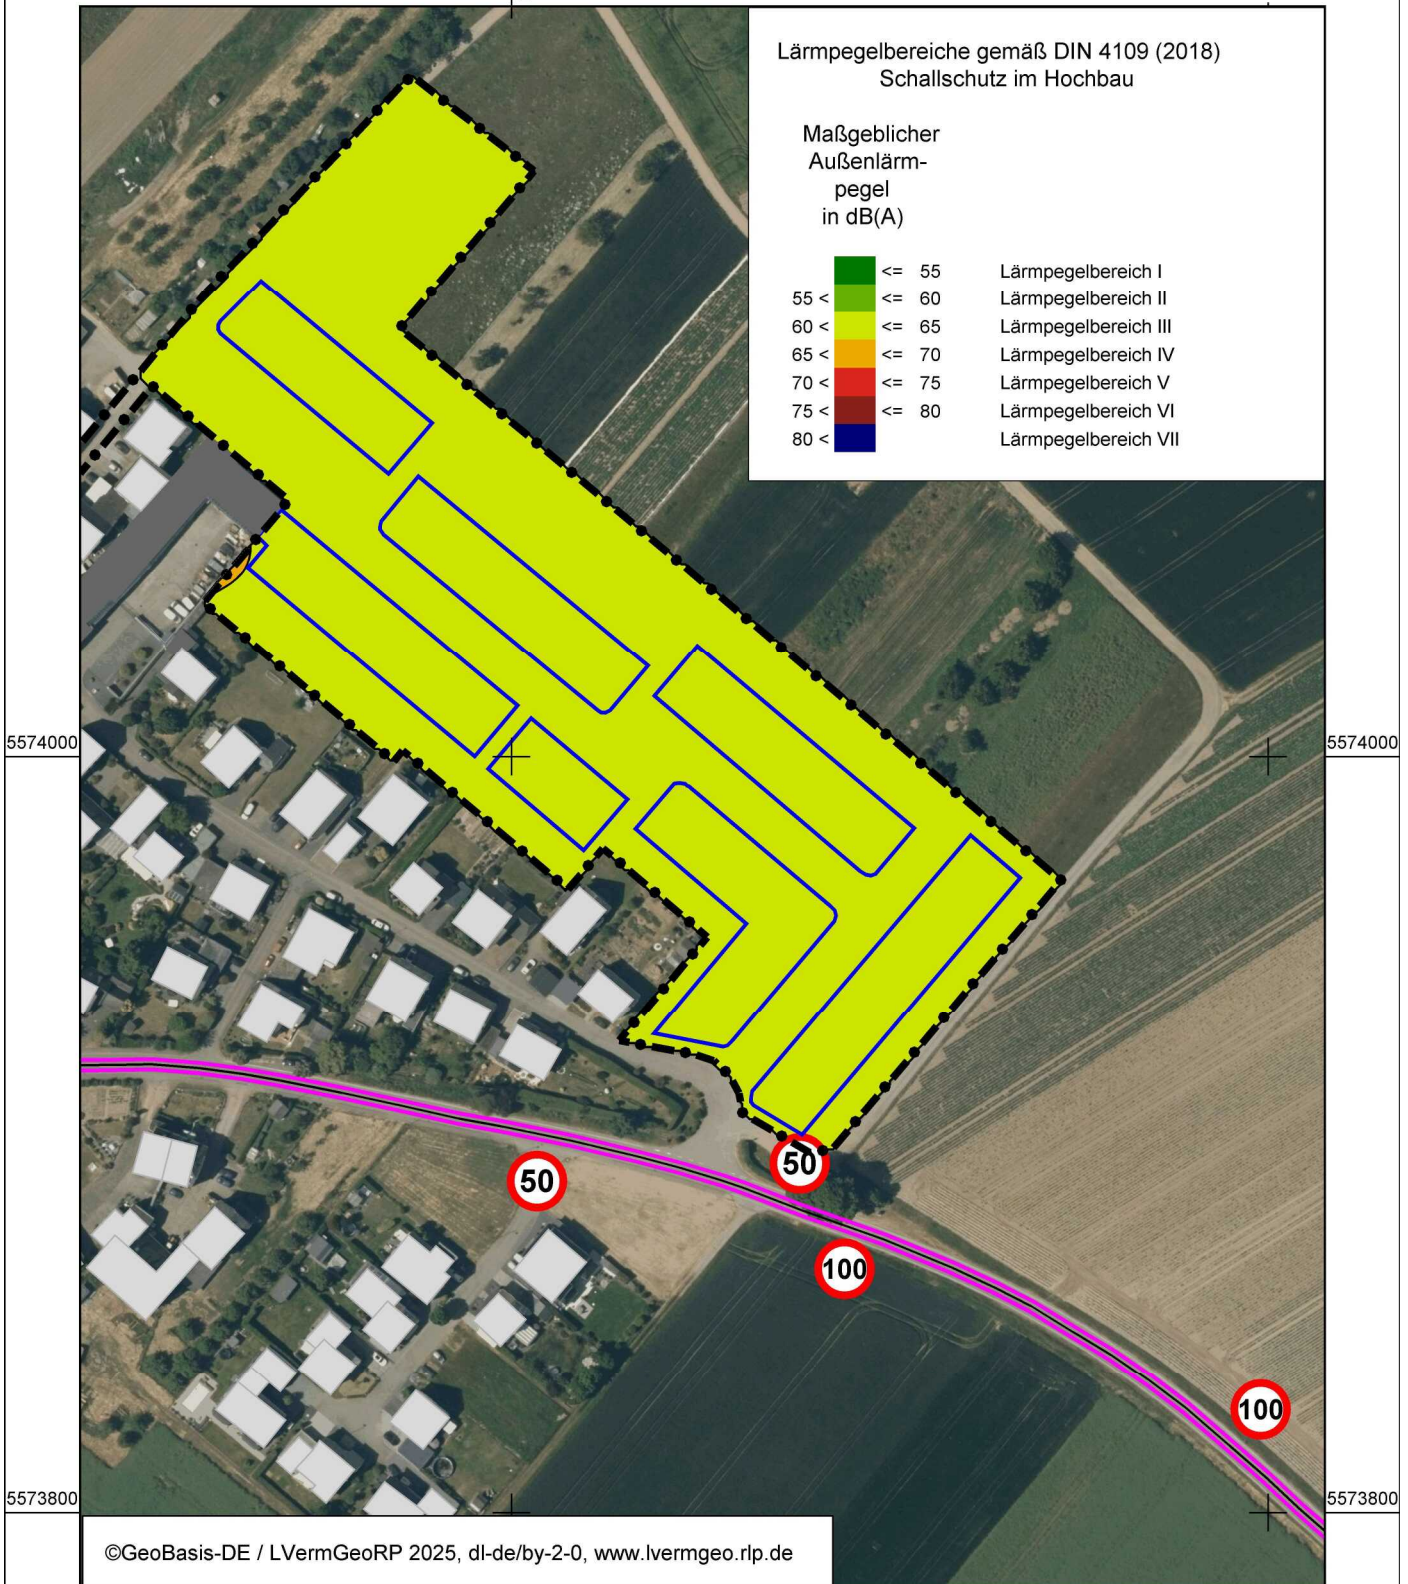 Lärmpegelbereiche gemäß DIN 4109 (2018)
Schallschutz im Hochbau
Maßgeblicher
Außenlärm-
pegel
in dB(A)
<= 55 Lärmpegelbereich I
55 < <= 60 Lärmpegelbereich II
60 < <= 65 Lärmpegelbereich III
65 < <= 70 Lärmpegelbereich IV
70 < <= 75 Lärmpegelbereich V
75 < <= 80 Lärmpegelbereich VI
80 < Lärmpegelbereich VII
5574000
5574000
50
50
100
100
5573800
5573800
©GeoBasis-DE / LVermGeoRP 2025, dl-de/by-2-0, www.lvermgeo.rlp.de